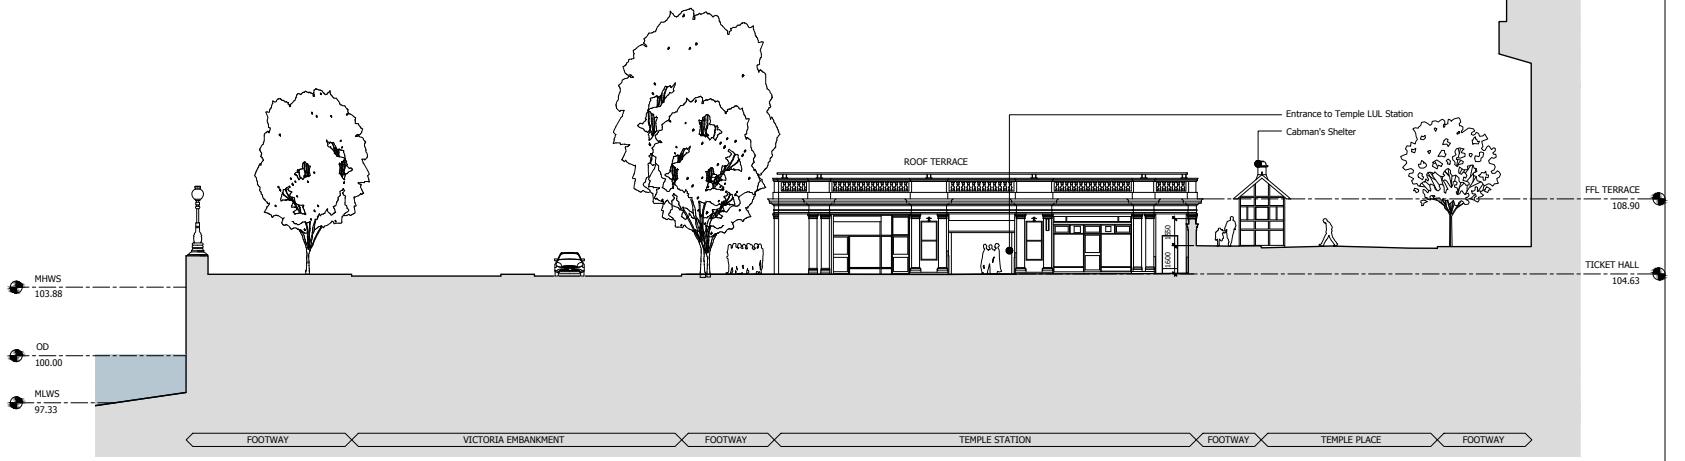 Entrance to Temple LUL Station
Cabman's Shelter
ROOF TERRACE
FFL TERRACE
108.90
1650
1600
TICKET HALL
104.63
MHWS
103.88
OD
100.00
MLWS
97.33
FOOTWAY
VICTORIA EMBANKMENT
FOOTWAY
TEMPLE STATION
FOOTWAY
TEMPLE PLACE
FOOTWAY